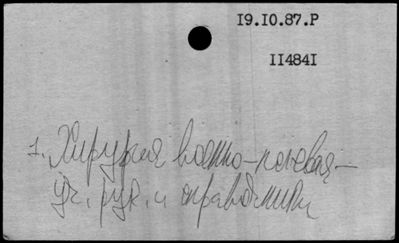 19.10.87.Р
114841
1. Хирургия военно-полевая –
Уч. рук. и справочники